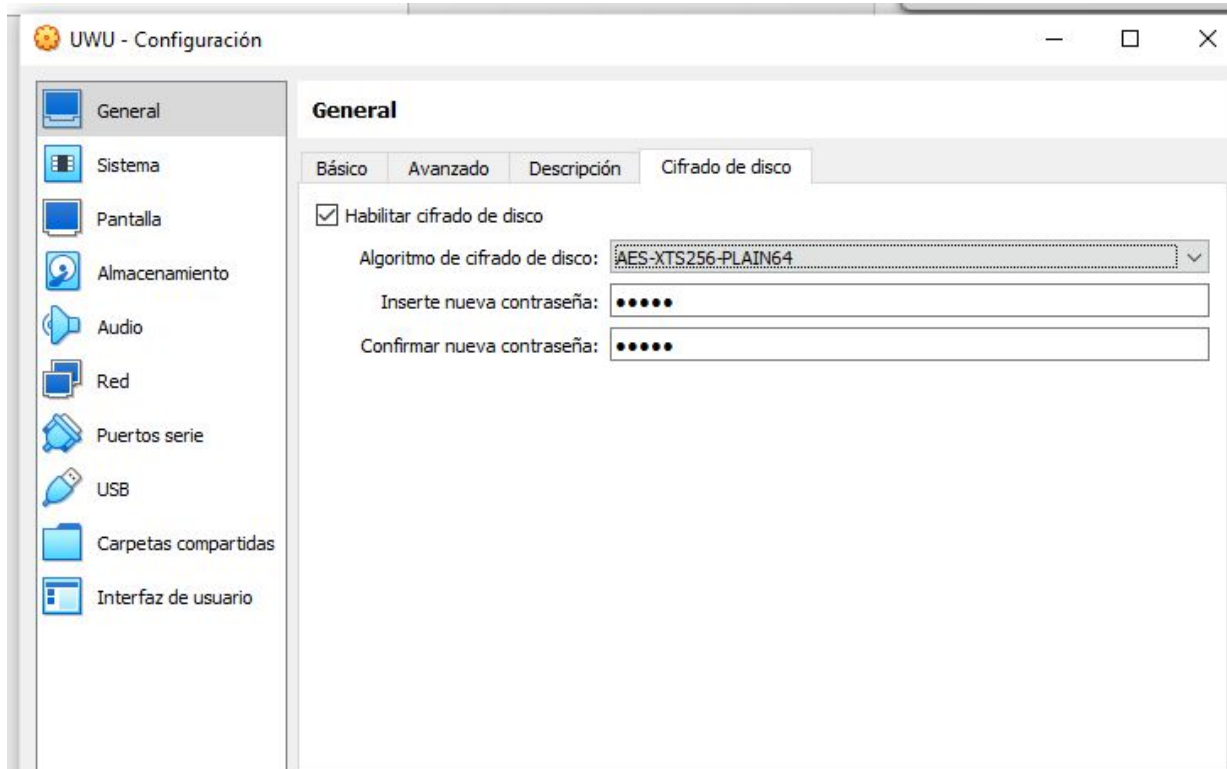 UWU - Configuración
General
Sistema
Pantalla
Almacenamiento
Audio
Red
Puertos serie
USB
Carpetas compartidas
Interfaz de usuario
General
Básico Avanzado Descripción Cifrado de disco
Habilitar cifrado de disco
Algoritmo de cifrado de disco: AES-XTS256-PLAIN64
Inserte nueva contraseña: •••••
Confirmar nueva contraseña: •••••